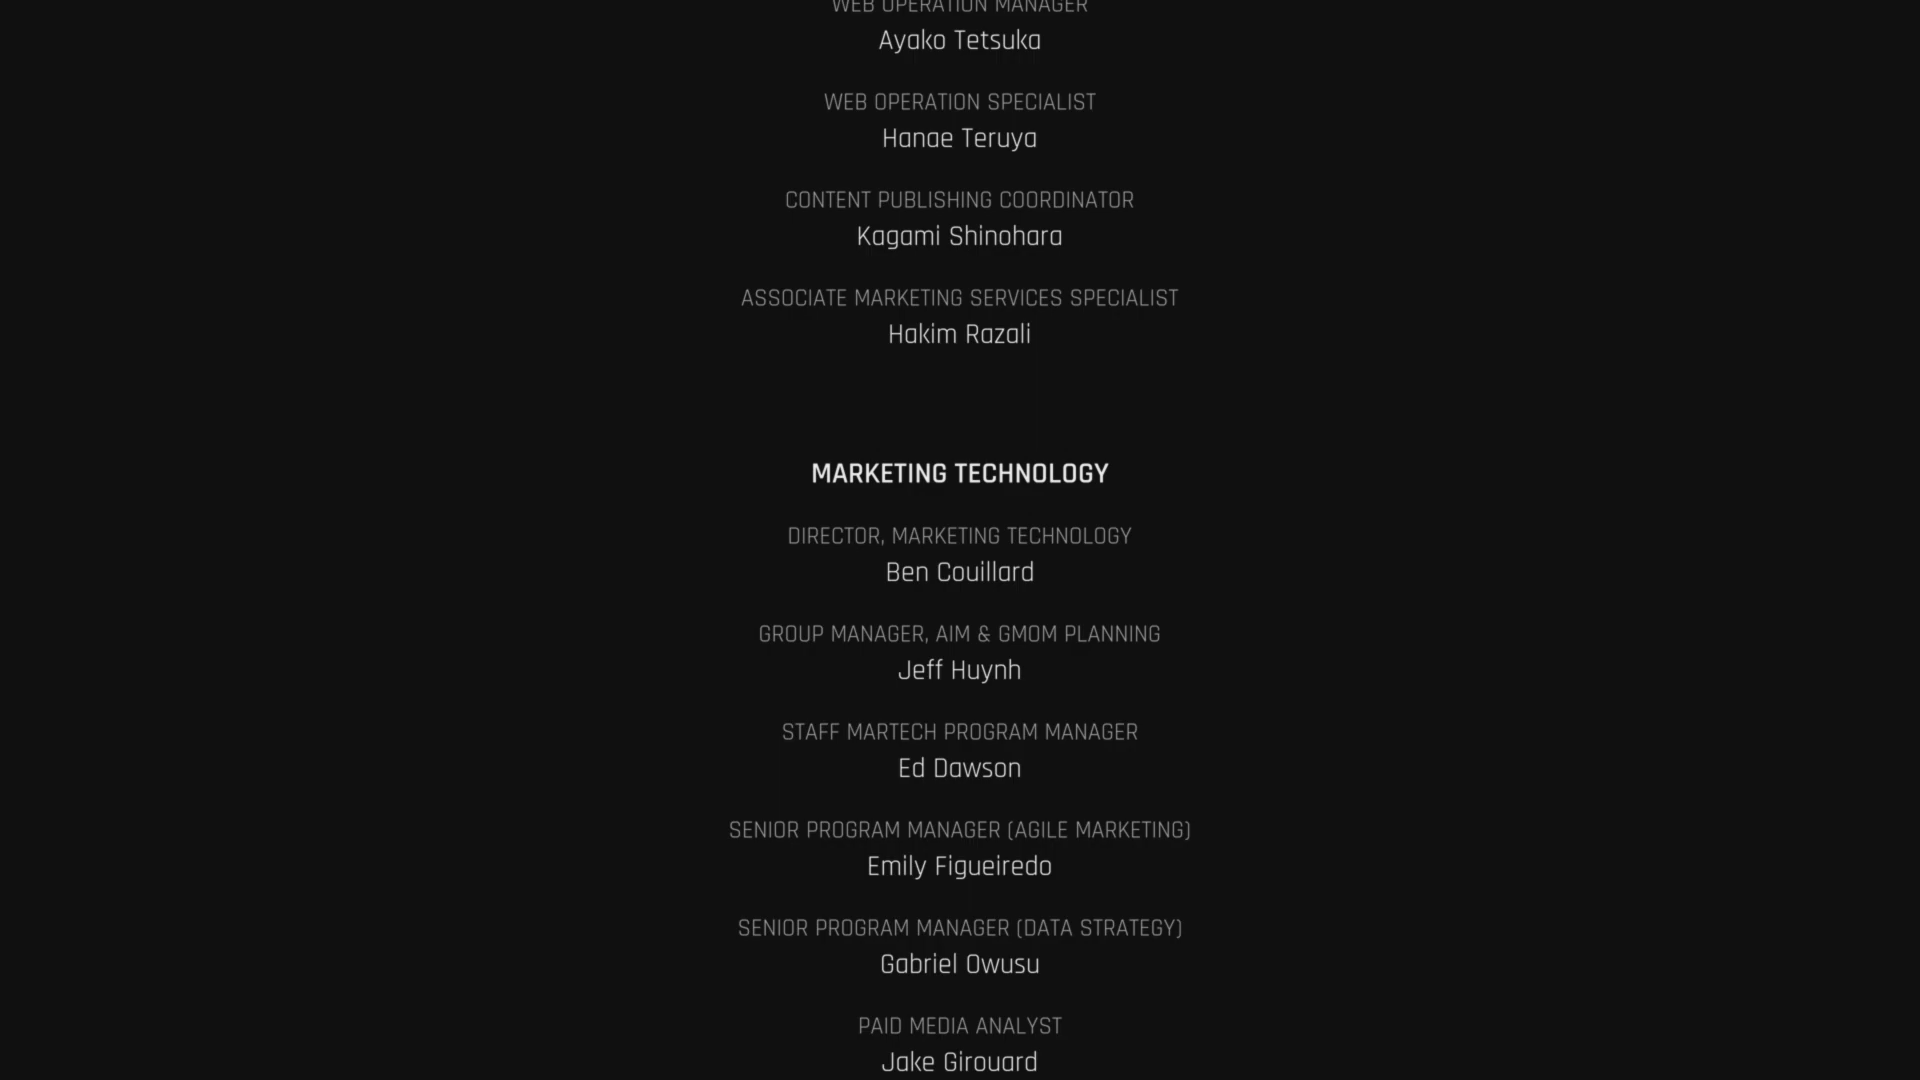 WEB OPERATION MANAGER
Ayako Tetsuka
WEB OPERATION SPECIALIST
Hanae Teruya
CONTENT PUBLISHING COORDINATOR
Kagami Shinohara
ASSOCIATE MARKETING SERVICES SPECIALIST
Hakim Razali
MARKETING TECHNOLOGY
DIRECTOR, MARKETING TECHNOLOGY
Ben Couillard
GROUP MANAGER, AIM & GMOM PLANNING
Jeff Huynh
STAFF MARTECH PROGRAM MANAGER
Ed Dawson
SENIOR PROGRAM MANAGER (AGILE MARKETING)
Emily Figueiredo
SENIOR PROGRAM MANAGER (DATA STRATEGY)
Gabriel Owusu
PAID MEDIA ANALYST
Jake Girouard